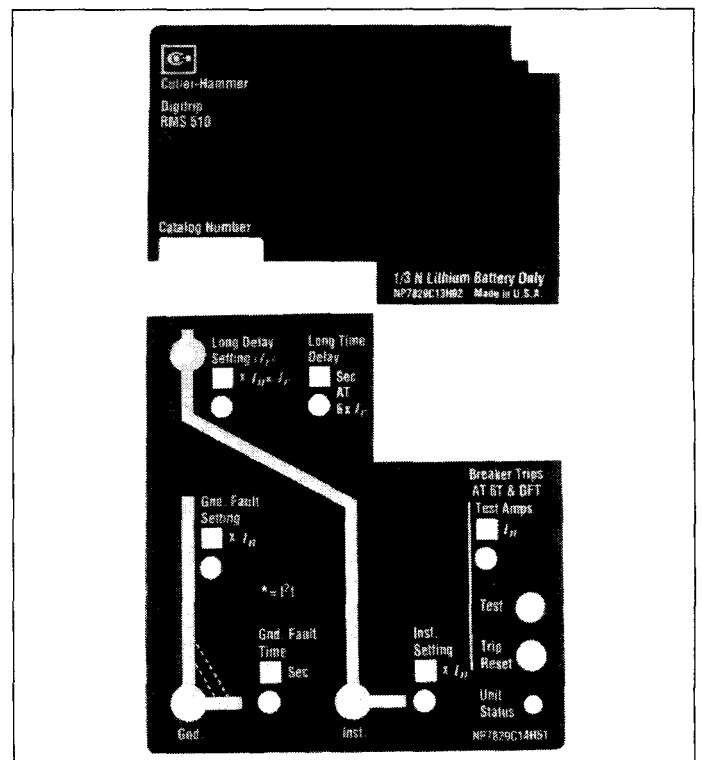 Cutler-Hammer
Digitrip
RMS 510
Catalog Number
1/3 N Lithium Battery Only
NP7829C13H02 Made in U.S.A.
Long Delay
Setting (Ir)
x In = Ir
Long Time
Delay
Sec
AT
6x Ir
Gnd. Fault
Setting
x In
* = I²t
Gnd. Fault
Time
Sec
Gnd.
Inst.
Inst.
Setting
x In
Breaker Trips
AT 6T & GFT
Test Amps
In
Test
Trip
Reset
Unit
Status
NP7829C14H51